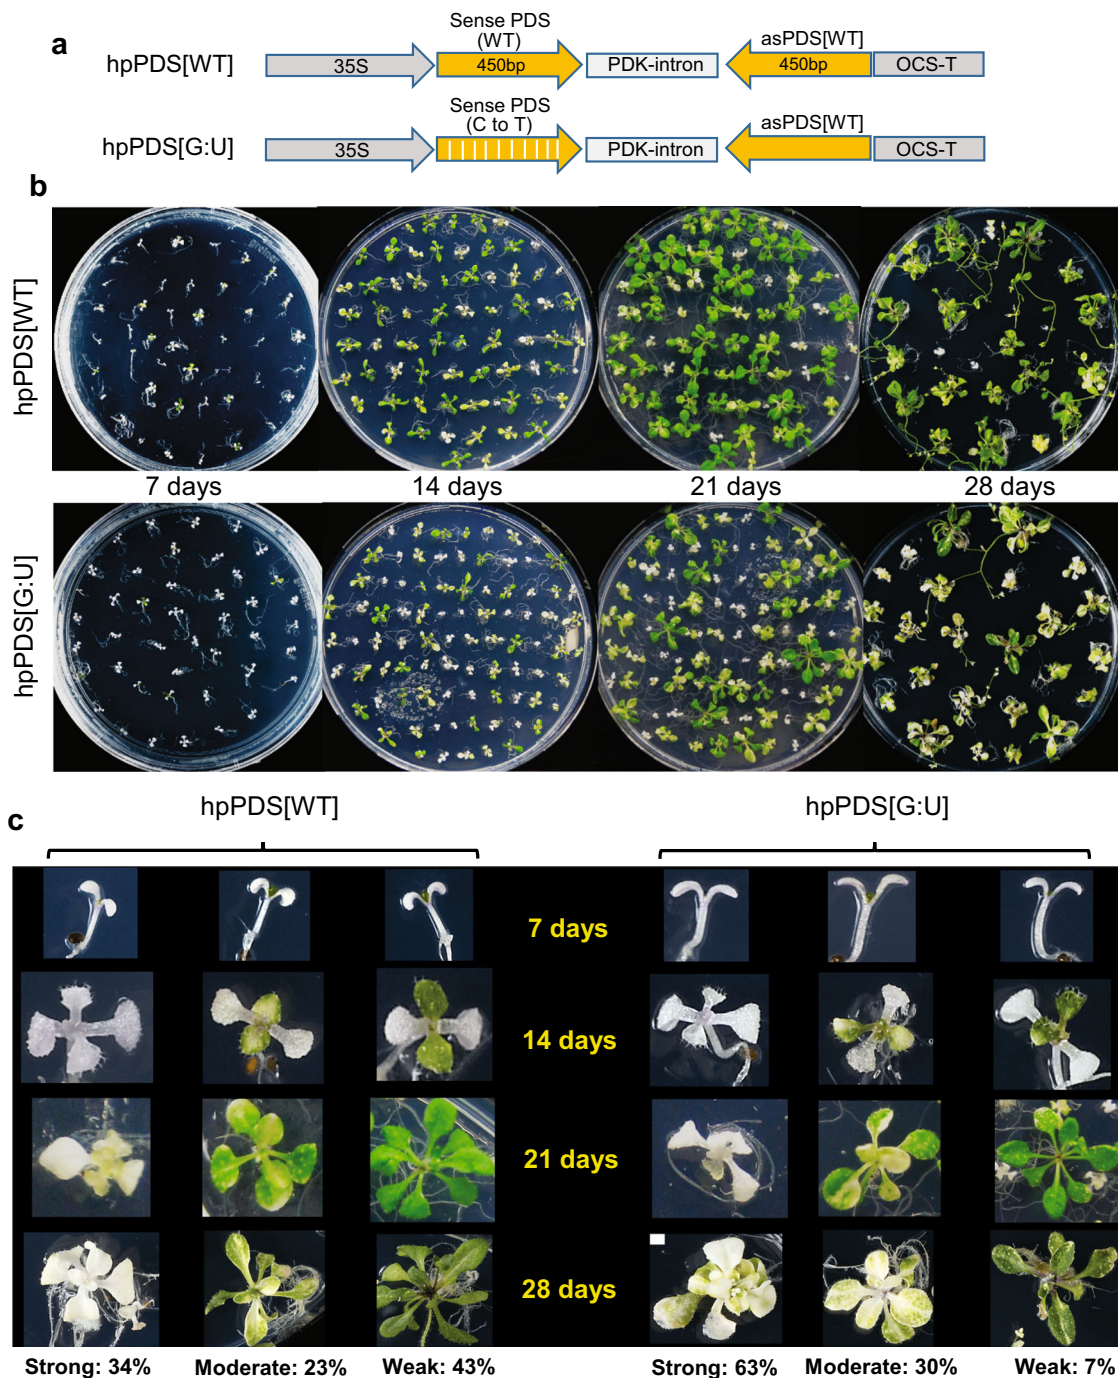 a
Sense PDS
(WT)
asPDS[WT]
hpPDS[WT]
35S
450bp
PDK-intron
450bp
OCS-T
Sense PDS
(C to T)
asPDS[WT]
hpPDS[G:U]
35S
PDK-intron
OCS-T
b
hpPDS[WT]
7 days
14 days
21 days
28 days
hpPDS[G:U]
c
hpPDS[WT]
hpPDS[G:U]
7 days
14 days
21 days
28 days
Strong: 34%
Moderate: 23%
Weak: 43%
Strong: 63%
Moderate: 30%
Weak: 7%